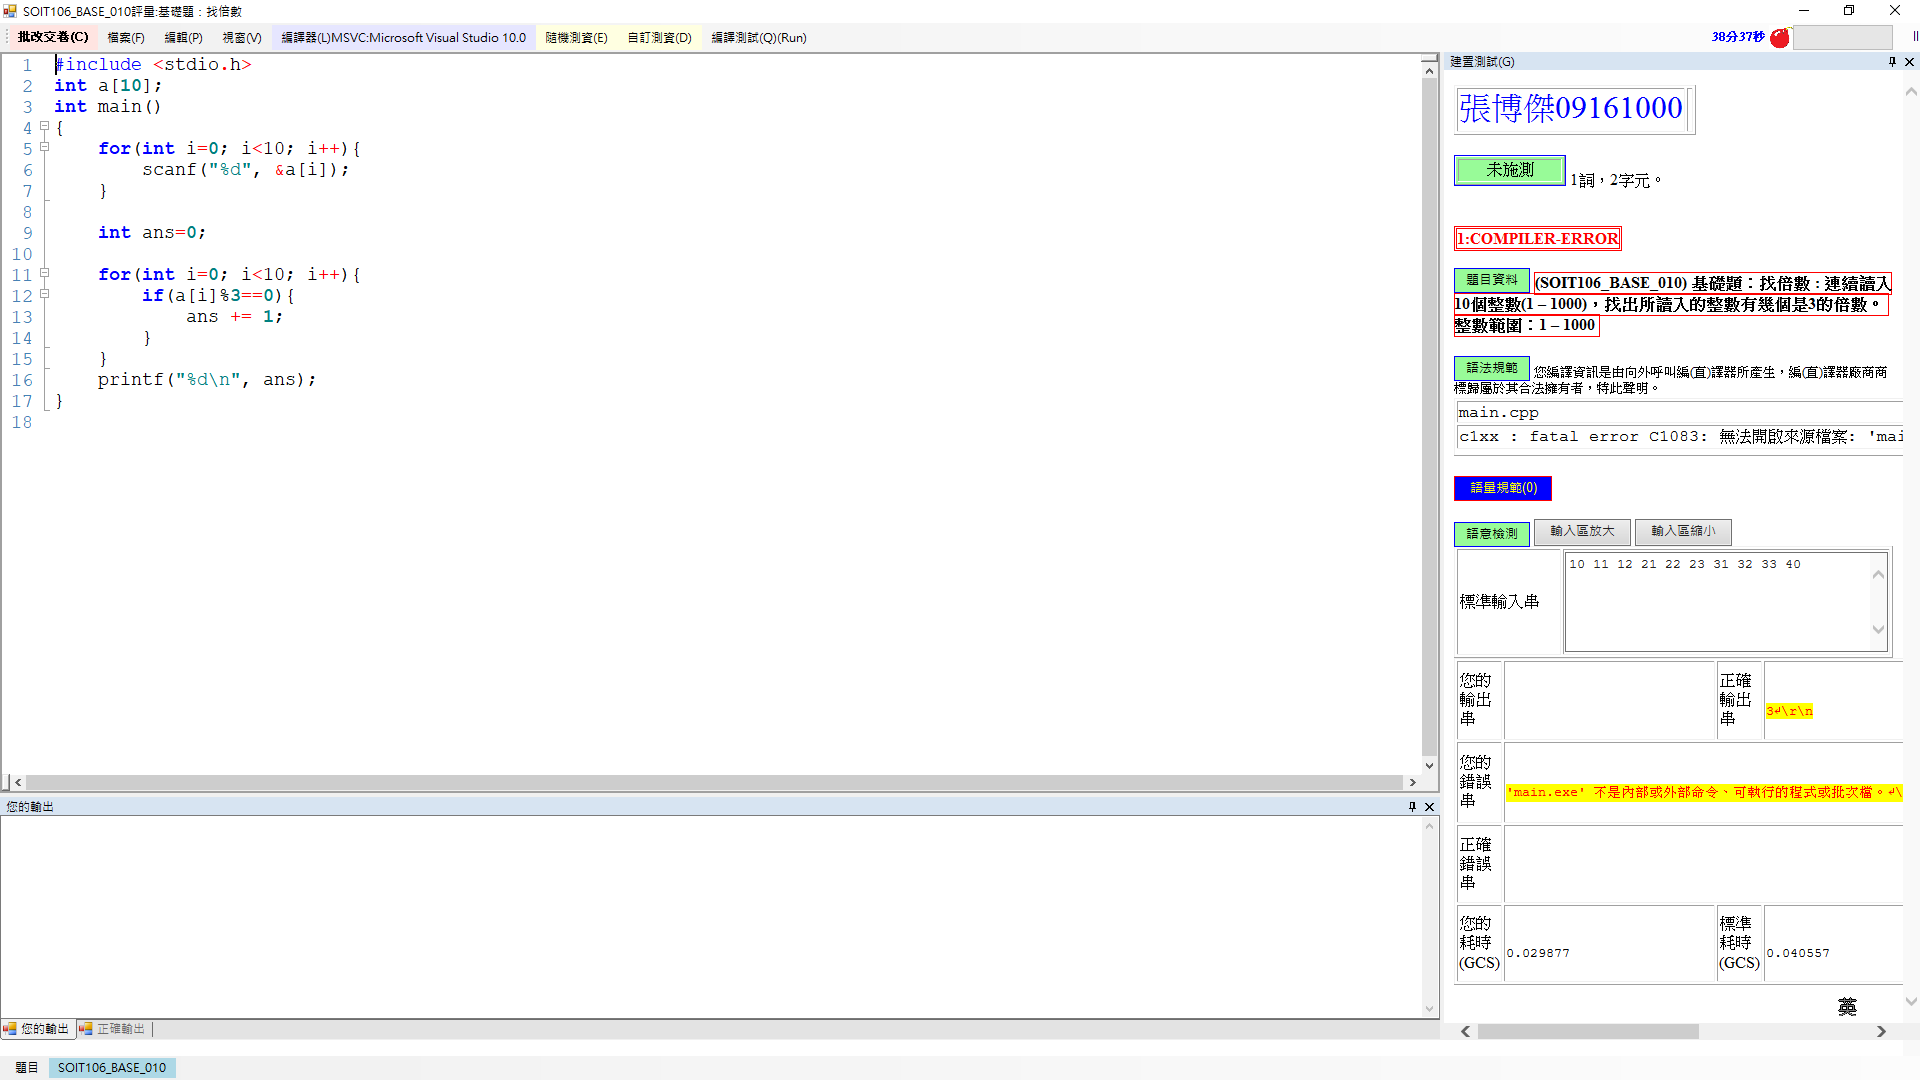 SOIT106_BASE_010評量:基礎題：找倍數
批改交卷(C) 檔案(F) 編輯(P) 視窗(V) 編譯器(L)MSVC:Microsoft Visual Studio 10.0 隨機測資(E) 自訂測資(D) 編譯測試(Q)(Run) 38分37秒
1 #include <stdio.h>
2 int a[10];
3 int main()
4 {
5 for(int i=0; i<10; i++){
6 scanf("%d", &a[i]);
7 }
8
9 int ans=0;
10
11 for(int i=0; i<10; i++){
12 if(a[i]%3==0){
13 ans += 1;
14 }
15 }
16 printf("%d\n", ans);
17 }
18
您的輸出
您的輸出 正確輸出
題目 SOIT106_BASE_010
建置測試(G)
張博傑09161000
未施測 1詞，2字元。
1:COMPILER-ERROR
題目資料 (SOIT106_BASE_010) 基礎題：找倍數：連續讀入
10個整數(1 – 1000)，找出所讀入的整數有幾個是3的倍數。
整數範圍：1 – 1000
語法規範 您編譯資訊是由向外呼叫編(直)譯器所產生，編(直)譯器廠商商
標歸屬於其合法擁有者，特此聲明。
main.cpp
c1xx : fatal error C1083: 無法開啟來源檔案: 'mai
語量規範(0)
語意檢測 輸入區放大 輸入區縮小
標準輸入串 10 11 12 21 22 23 31 32 33 40
您的
輸出
串
正確
輸出
串
3↲\r\n
您的
錯誤
串
'main.exe' 不是內部或外部命令、可執行的程式或批次檔。↲\
正確
錯誤
串
您的
耗時
(GCS)
0.029877
標準
耗時
(GCS)
0.040557
英